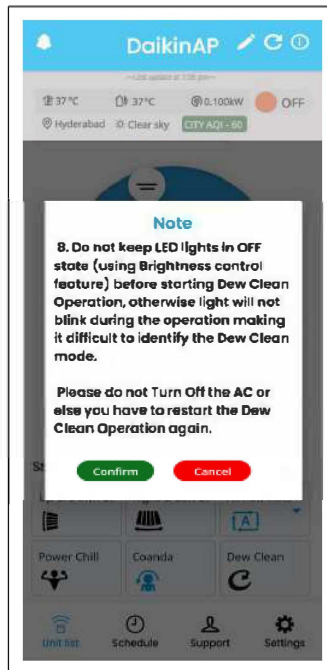 DaikinAP
37°C
37°C
0.100kW
OFF
Hyderabad
Clear sky
CITY AQI - 60
Note
8. Do not keep LED lights in OFF
state (using Brightness control
feature) before starting Dew Clean
Operation, otherwise light will not
blink during the operation making
it difficult to identify the Dew Clean
mode.
Please do not Turn Off the AC or
else you have to restart the Dew
Clean Operation again.
Confirm
Cancel
Power Chill
Coanda
Dew Clean
Unit list
Schedule
Support
Settings